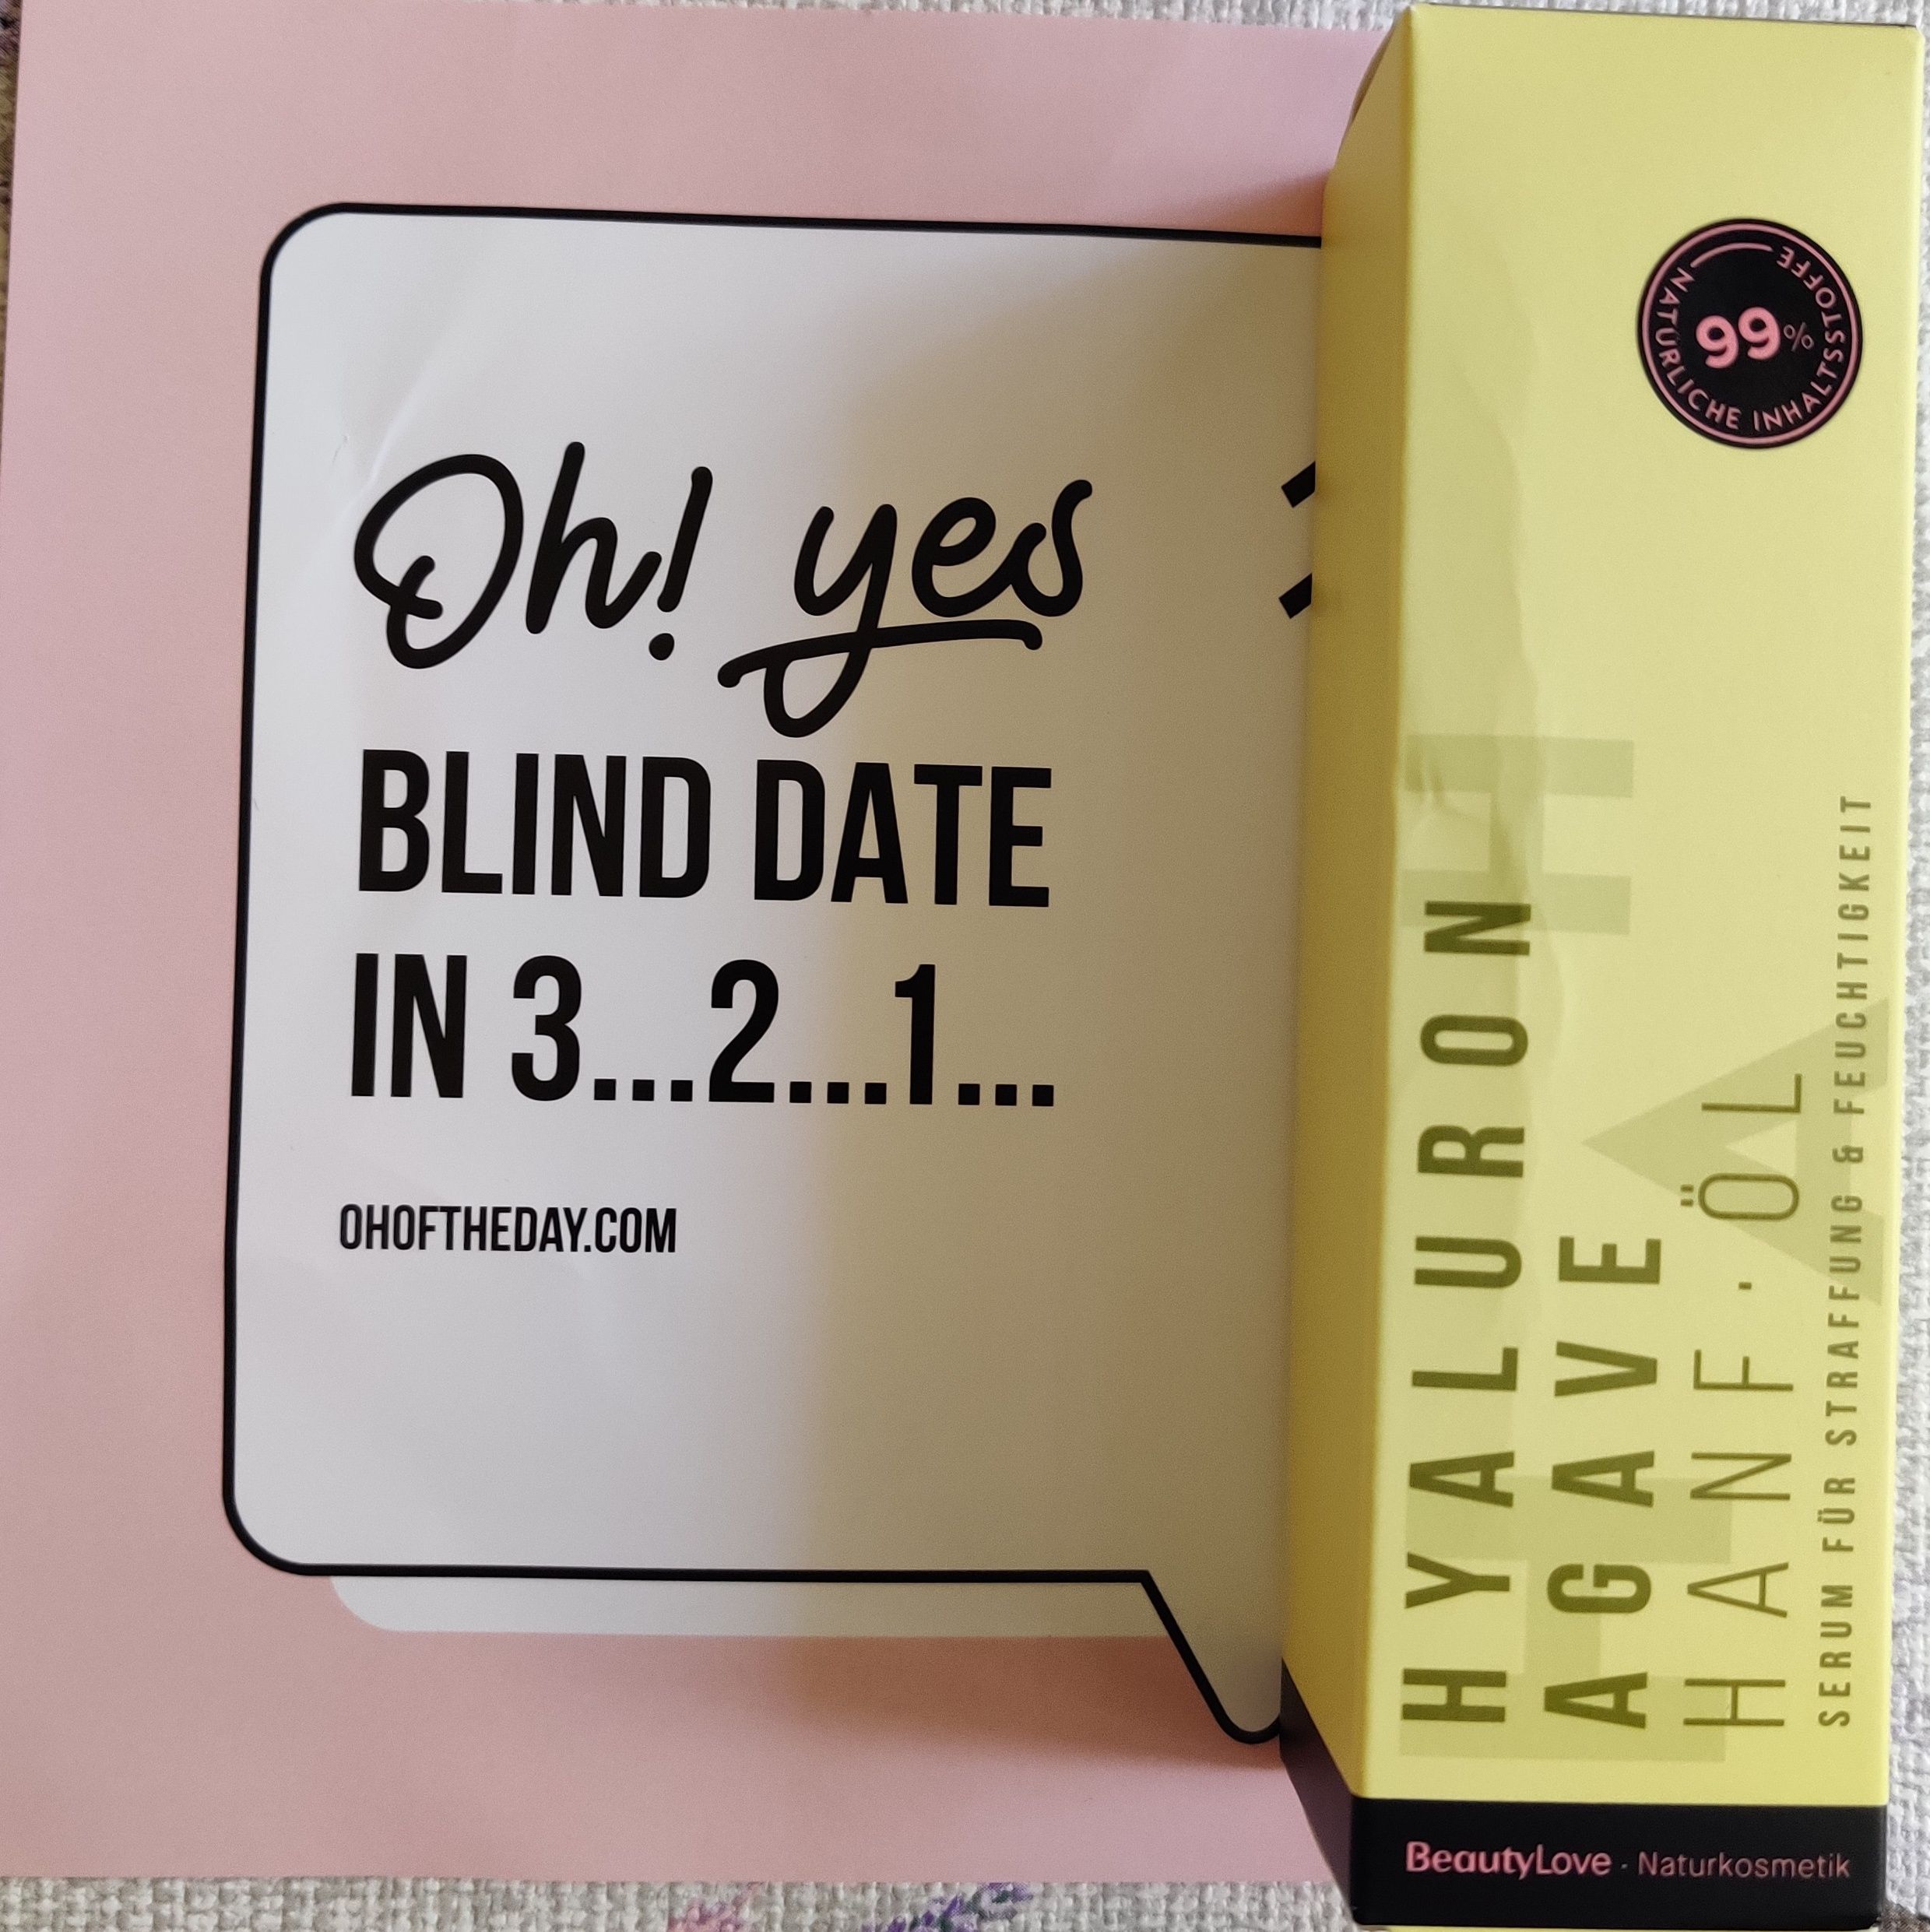 Oh! yes
BLIND DATE
IN 3...2...1...
OHOFTHEDAY.COM
99%
NATÜRLICHE INHALTSSTOFFE
HYALURON
AGAVE
HANF·ÖL
SERUM FÜR STRAFFUNG & FEUCHTIGKEIT
BeautyLove · Naturkosmetik